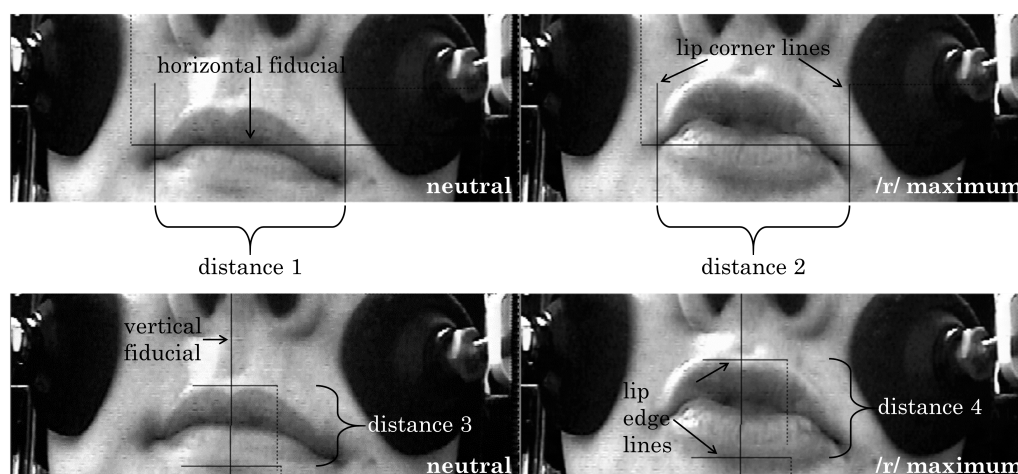 horizontal fiducial
neutral
lip corner lines
/r/ maximum
distance 1
distance 2
vertical
fiducial
distance 3
neutral
lip
edge
lines
distance 4
/r/ maximum